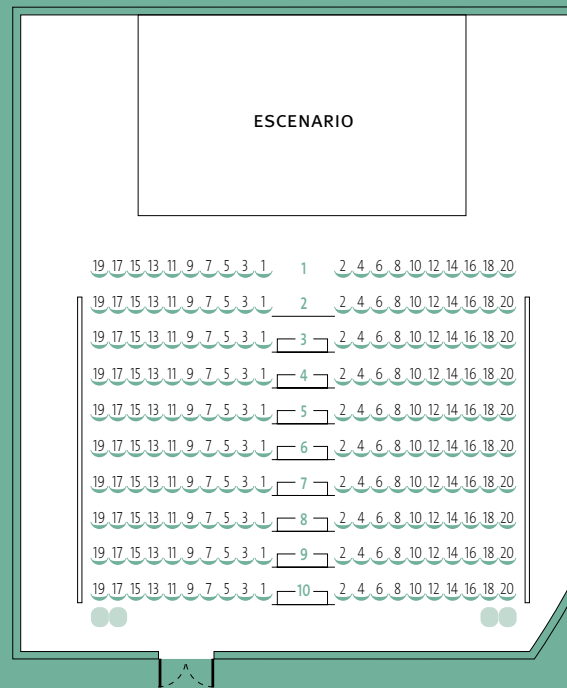 ESCENARIO
19 17 15 13 11 9 7 5 3 1 1 2 4 6 8 10 12 14 16 18 20
19 17 15 13 11 9 7 5 3 1 2 2 4 6 8 10 12 14 16 18 20
19 17 15 13 11 9 7 5 3 1 3 2 4 6 8 10 12 14 16 18 20
19 17 15 13 11 9 7 5 3 1 4 2 4 6 8 10 12 14 16 18 20
19 17 15 13 11 9 7 5 3 1 5 2 4 6 8 10 12 14 16 18 20
19 17 15 13 11 9 7 5 3 1 6 2 4 6 8 10 12 14 16 18 20
19 17 15 13 11 9 7 5 3 1 7 2 4 6 8 10 12 14 16 18 20
19 17 15 13 11 9 7 5 3 1 8 2 4 6 8 10 12 14 16 18 20
19 17 15 13 11 9 7 5 3 1 9 2 4 6 8 10 12 14 16 18 20
19 17 15 13 11 9 7 5 3 1 10 2 4 6 8 10 12 14 16 18 20